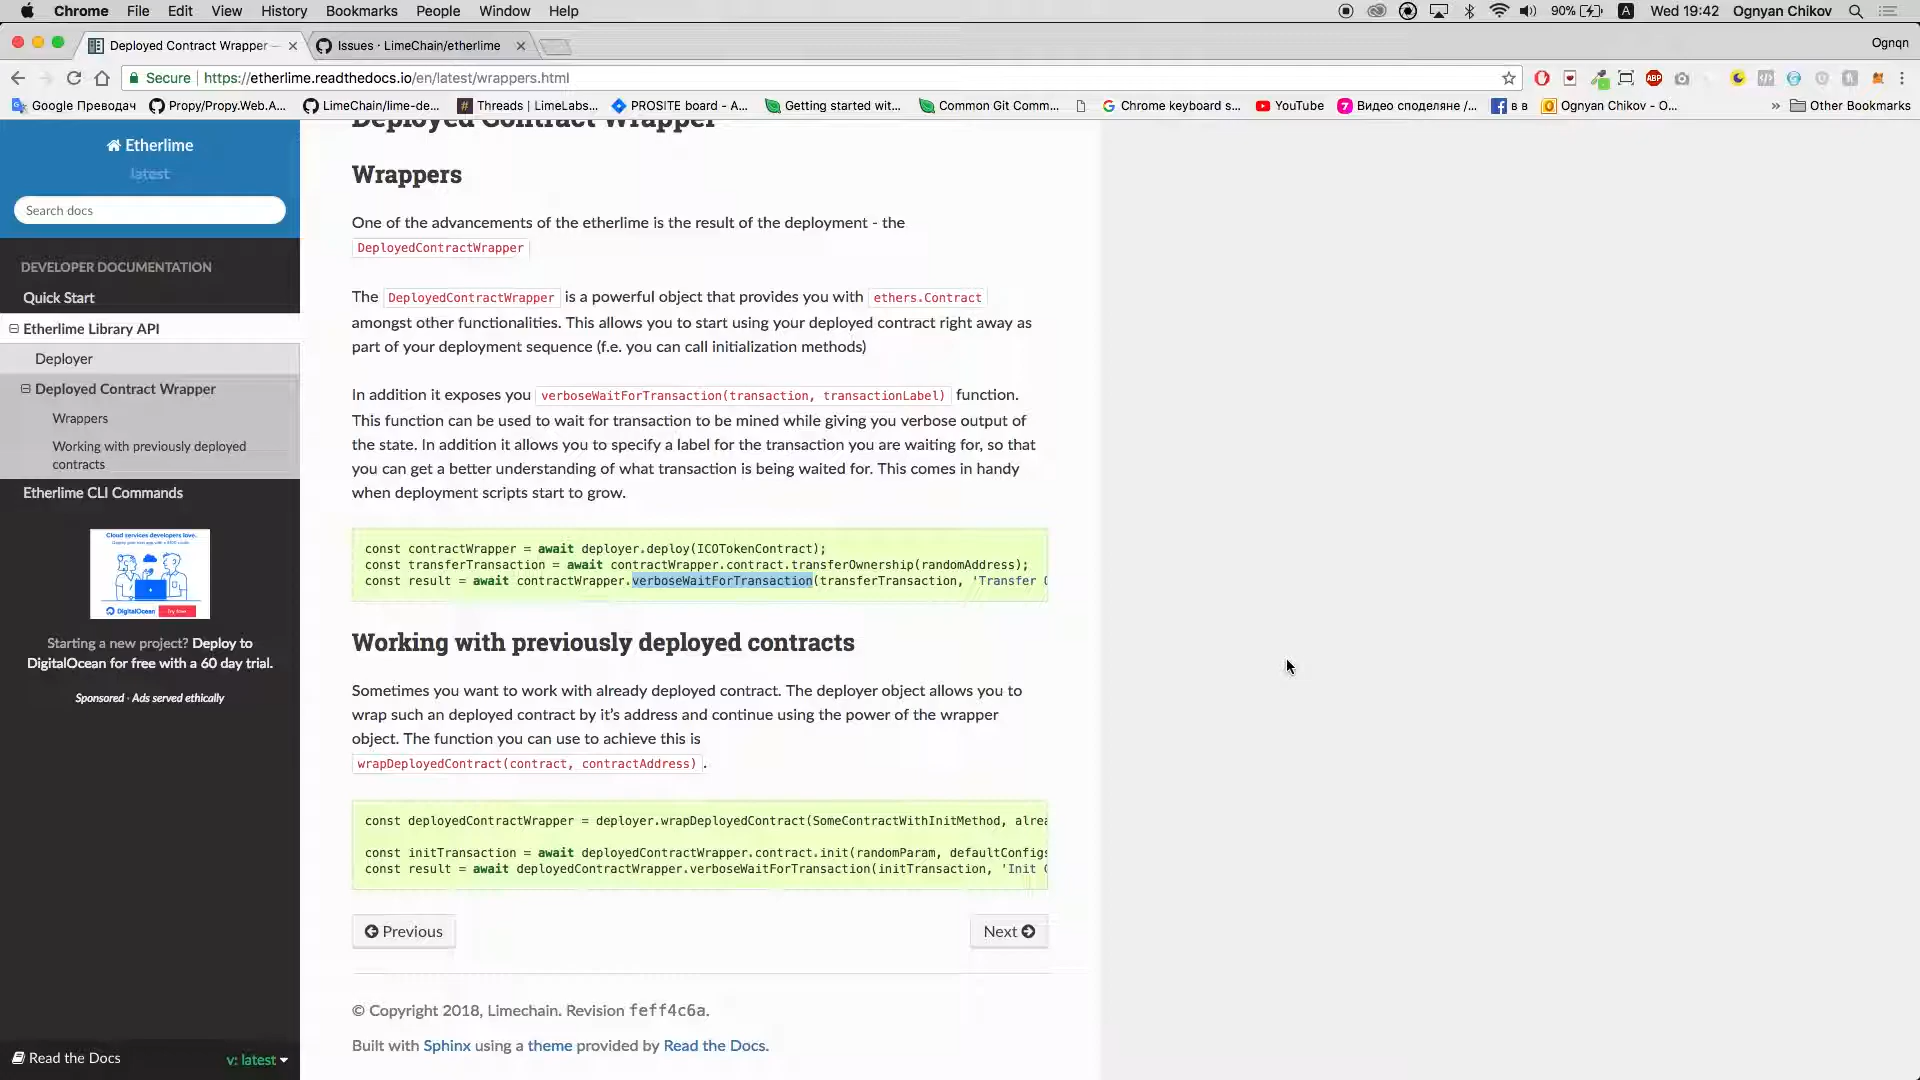 Chrome File Edit View History Bookmarks People Window Help 90% A Wed 19:42 Ognyan Chikov
Deployed Contract Wrapper — Issues · LimeChain/etherlime Ognqn
Secure https://etherlime.readthedocs.io/en/latest/wrappers.html ABP
Google Преводач Propy/Propy.Web.A... LimeChain/lime-de... # Threads | LimeLabs... PROSITE board - A... Getting started wit... Common Git Comm... Chrome keyboard s... YouTube 7 Видео споделяне /... в в Ognyan Chikov - O... » Other Bookmarks
Etherlime
latest
Search docs
DEVELOPER DOCUMENTATION
Quick Start
Etherlime Library API
Deployer
Deployed Contract Wrapper
Wrappers
Working with previously deployed
contracts
Etherlime CLI Commands
Cloud services developers love.
DigitalOcean
Starting a new project? Deploy to
DigitalOcean for free with a 60 day trial.
Sponsored · Ads served ethically
Read the Docs v: latest
Deployed Contract Wrapper
Wrappers
One of the advancements of the etherlime is the result of the deployment - the
DeployedContractWrapper
The DeployedContractWrapper is a powerful object that provides you with ethers.Contract
amongst other functionalities. This allows you to start using your deployed contract right away as
part of your deployment sequence (f.e. you can call initialization methods)
In addition it exposes you verboseWaitForTransaction(transaction, transactionLabel) function.
This function can be used to wait for transaction to be mined while giving you verbose output of
the state. In addition it allows you to specify a label for the transaction you are waiting for, so that
you can get a better understanding of what transaction is being waited for. This comes in handy
when deployment scripts start to grow.
const contractWrapper = await deployer.deploy(ICOTokenContract);
const transferTransaction = await contractWrapper.contract.transferOwnership(randomAddress);
const result = await contractWrapper.verboseWaitForTransaction(transferTransaction, 'Transfer
Working with previously deployed contracts
Sometimes you want to work with already deployed contract. The deployer object allows you to
wrap such an deployed contract by it's address and continue using the power of the wrapper
object. The function you can use to achieve this is
wrapDeployedContract(contract, contractAddress) .
const deployedContractWrapper = deployer.wrapDeployedContract(SomeContractWithInitMethod, alrea
const initTransaction = await deployedContractWrapper.contract.init(randomParam, defaultConfigs
const result = await deployedContractWrapper.verboseWaitForTransaction(initTransaction, 'Init
Previous Next
© Copyright 2018, Limechain. Revision feff4c6a.
Built with Sphinx using a theme provided by Read the Docs.